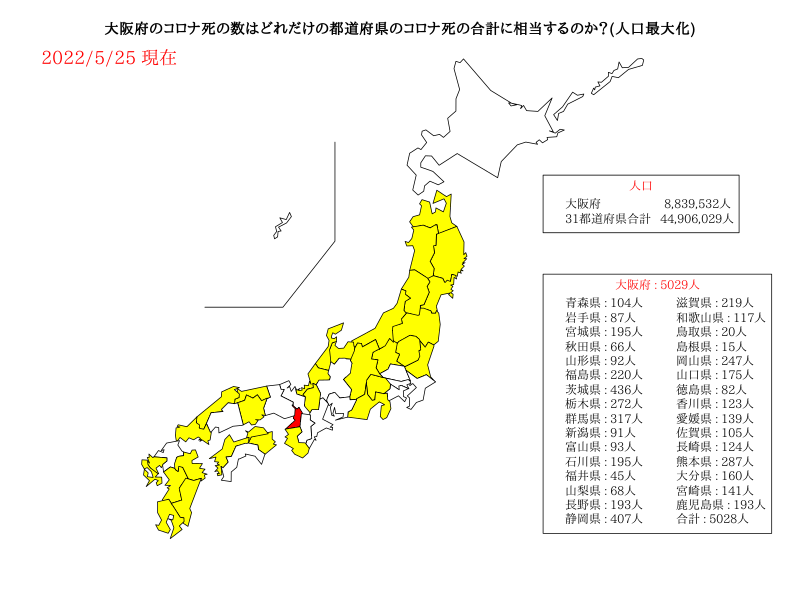 大阪府のコロナ死の数はどれだけの都道府県のコロナ死の合計に相当するのか?(人口最大化)
2022/5/25 現在
人口
大阪府 8,839,532人
31都道府県合計 44,906,029人
大阪府 : 5029人
青森県 : 104人 滋賀県 : 219人
岩手県 : 87人 和歌山県 : 117人
宮城県 : 195人 鳥取県 : 20人
秋田県 : 66人 島根県 : 15人
山形県 : 92人 岡山県 : 247人
福島県 : 220人 山口県 : 175人
茨城県 : 436人 徳島県 : 82人
栃木県 : 272人 香川県 : 123人
群馬県 : 317人 愛媛県 : 139人
新潟県 : 91人 佐賀県 : 105人
富山県 : 93人 長崎県 : 124人
石川県 : 195人 熊本県 : 287人
福井県 : 45人 大分県 : 160人
山梨県 : 68人 宮崎県 : 141人
長野県 : 193人 鹿児島県 : 193人
静岡県 : 407人 合計 : 5028人